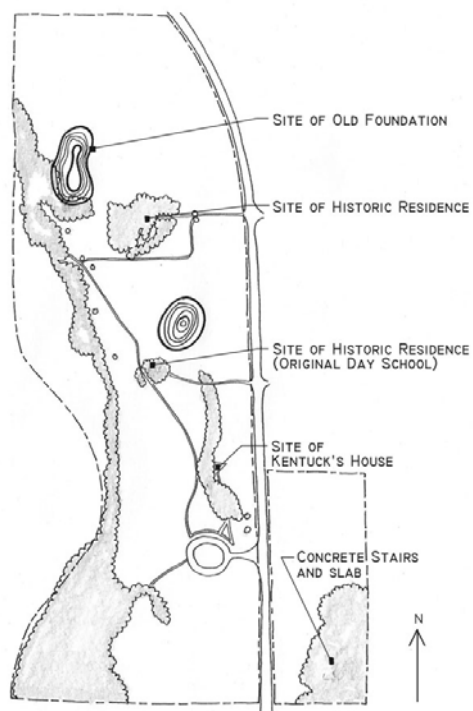 SITE OF OLD FOUNDATION
SITE OF HISTORIC RESIDENCE
SITE OF HISTORIC RESIDENCE
(ORIGINAL DAY SCHOOL)
SITE OF
KENTUCK'S HOUSE
CONCRETE STAIRS
AND SLAB
N